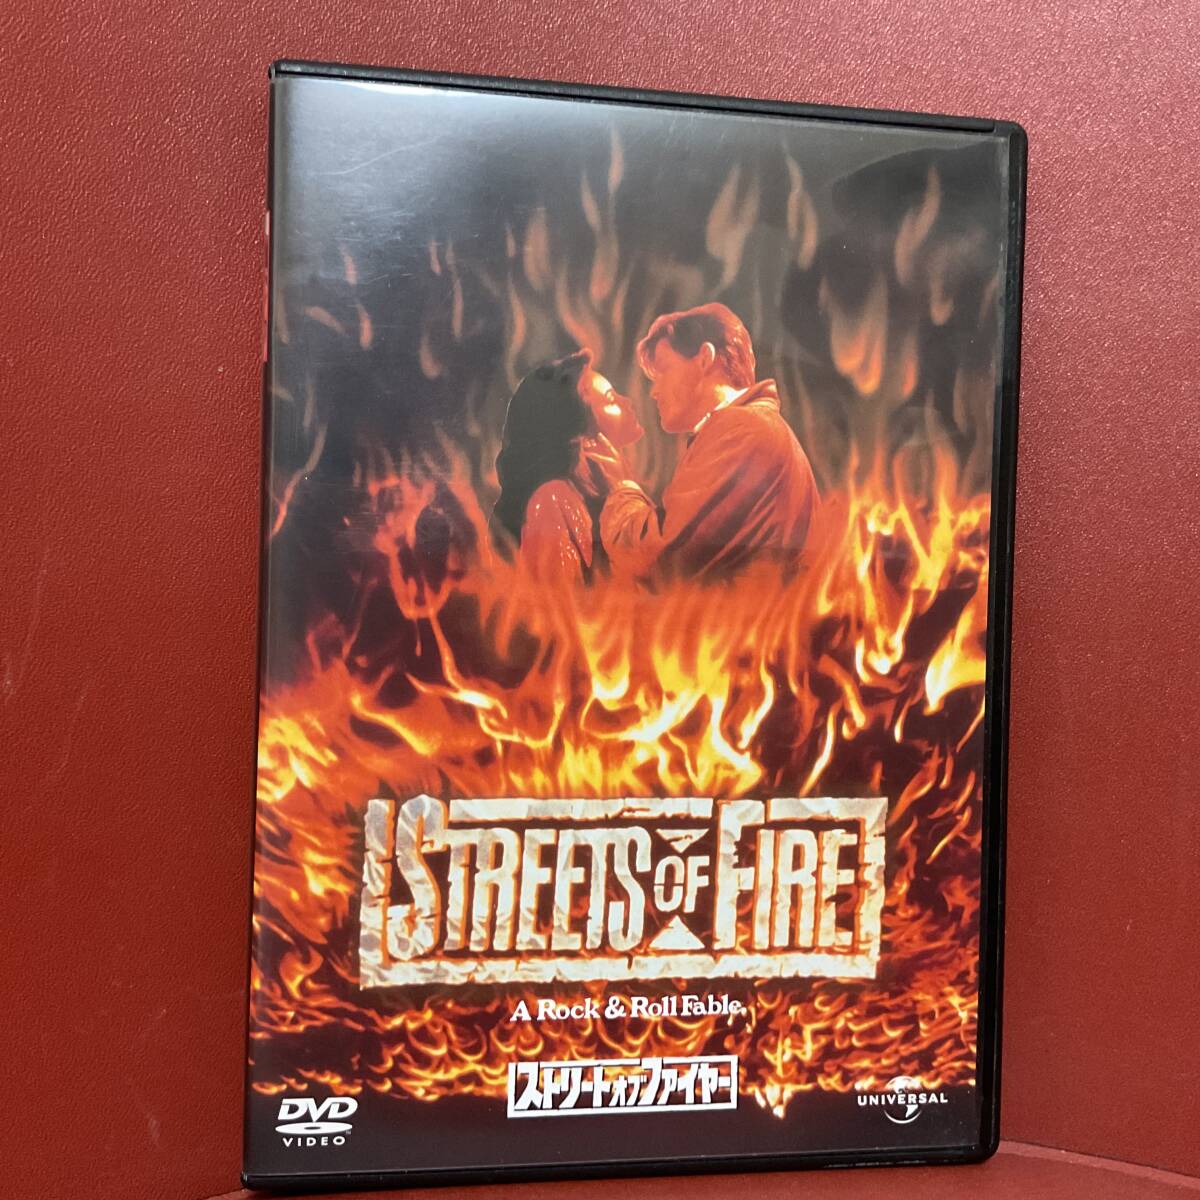 STREETS OF FIRE
A Rock & Roll Fable.
ストリート・オブ・ファイヤー
DVD
VIDEO
UNIVERSAL